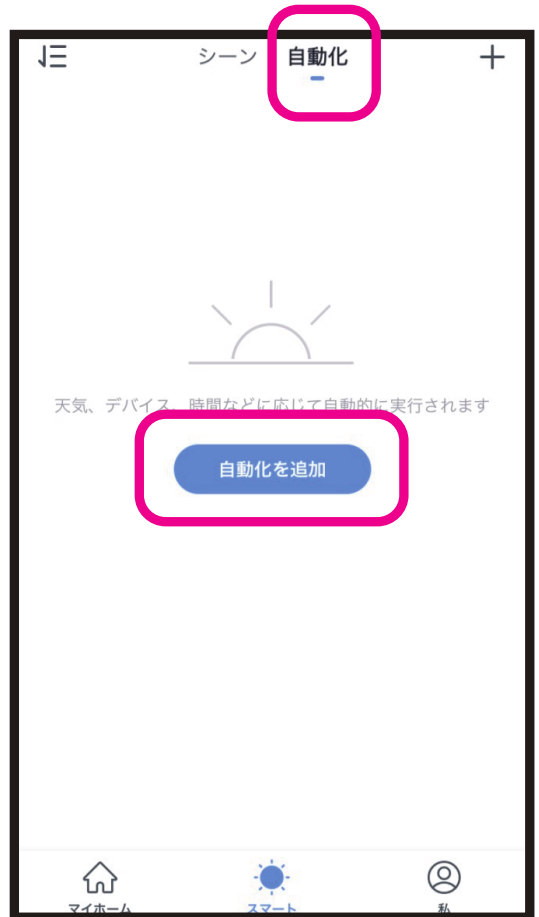 シーン 自動化
天気、デバイス、時間などに応じて自動的に実行されます
自動化を追加
マイホーム スマート 私